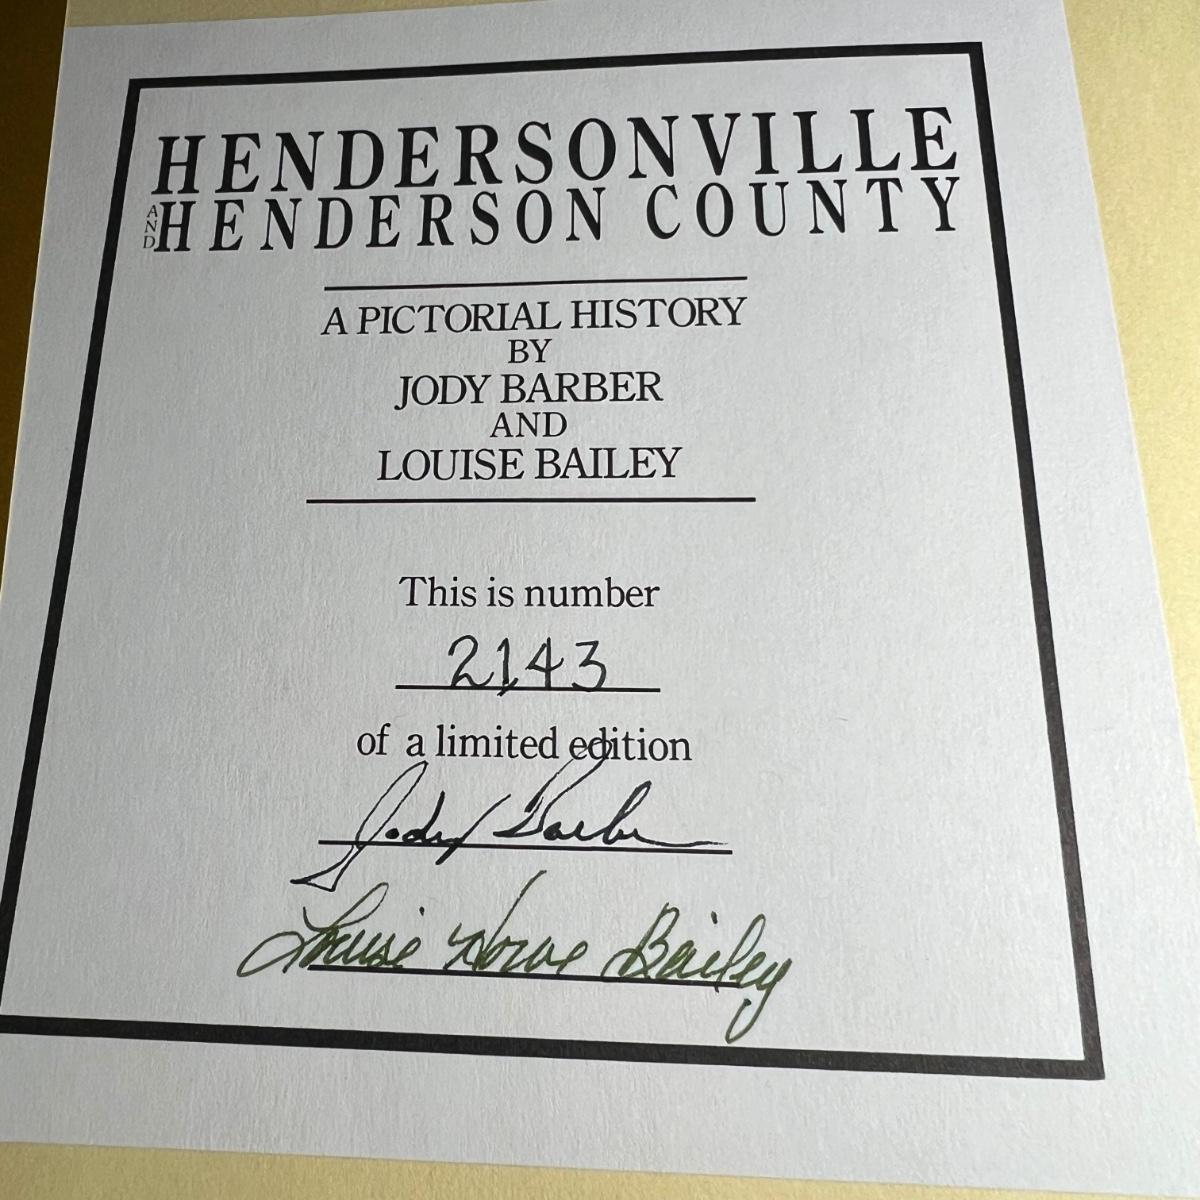 HENDERSONVILLE
AND HENDERSON COUNTY
A PICTORIAL HISTORY
BY
JODY BARBER
AND
LOUISE BAILEY
This is number
2143
of a limited edition
Jody Barber
Louise Howe Bailey